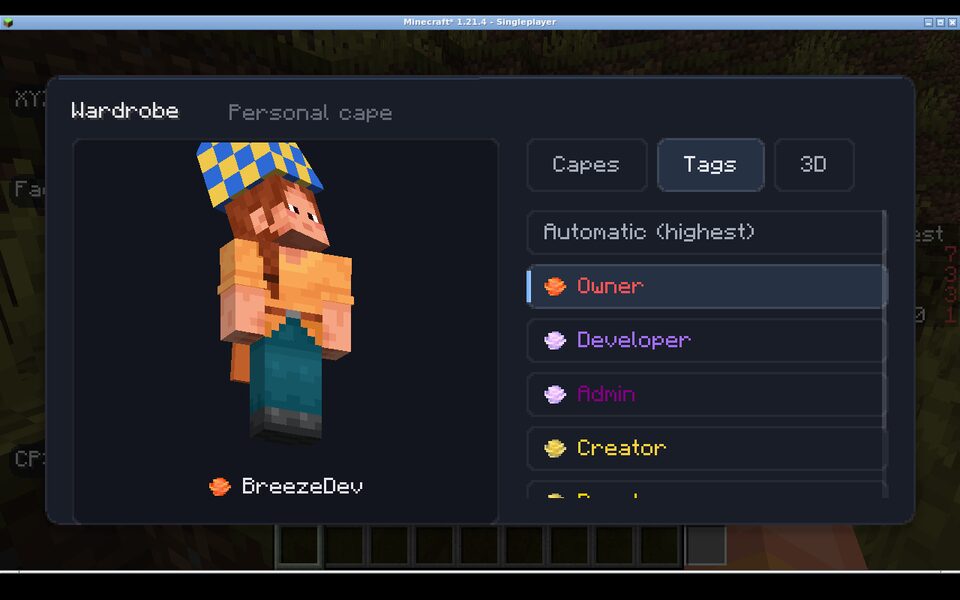 Minecraft* 1.21.4 - Singleplayer
Wardrobe
Personal cape
Capes
Tags
3D
Automatic (highest)
Owner
Developer
Admin
Creator
BreezeDev